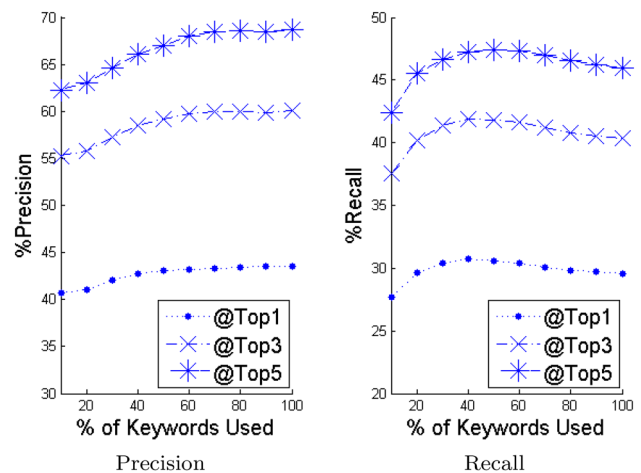 70
65
60
55
50
45
40
35
30
%Precision
20 40 60 80 100
% of Keywords Used
@Top1
@Top3
@Top5
Precision
50
45
40
35
30
25
20
%Recall
20 40 60 80 100
% of Keywords Used
@Top1
@Top3
@Top5
Recall